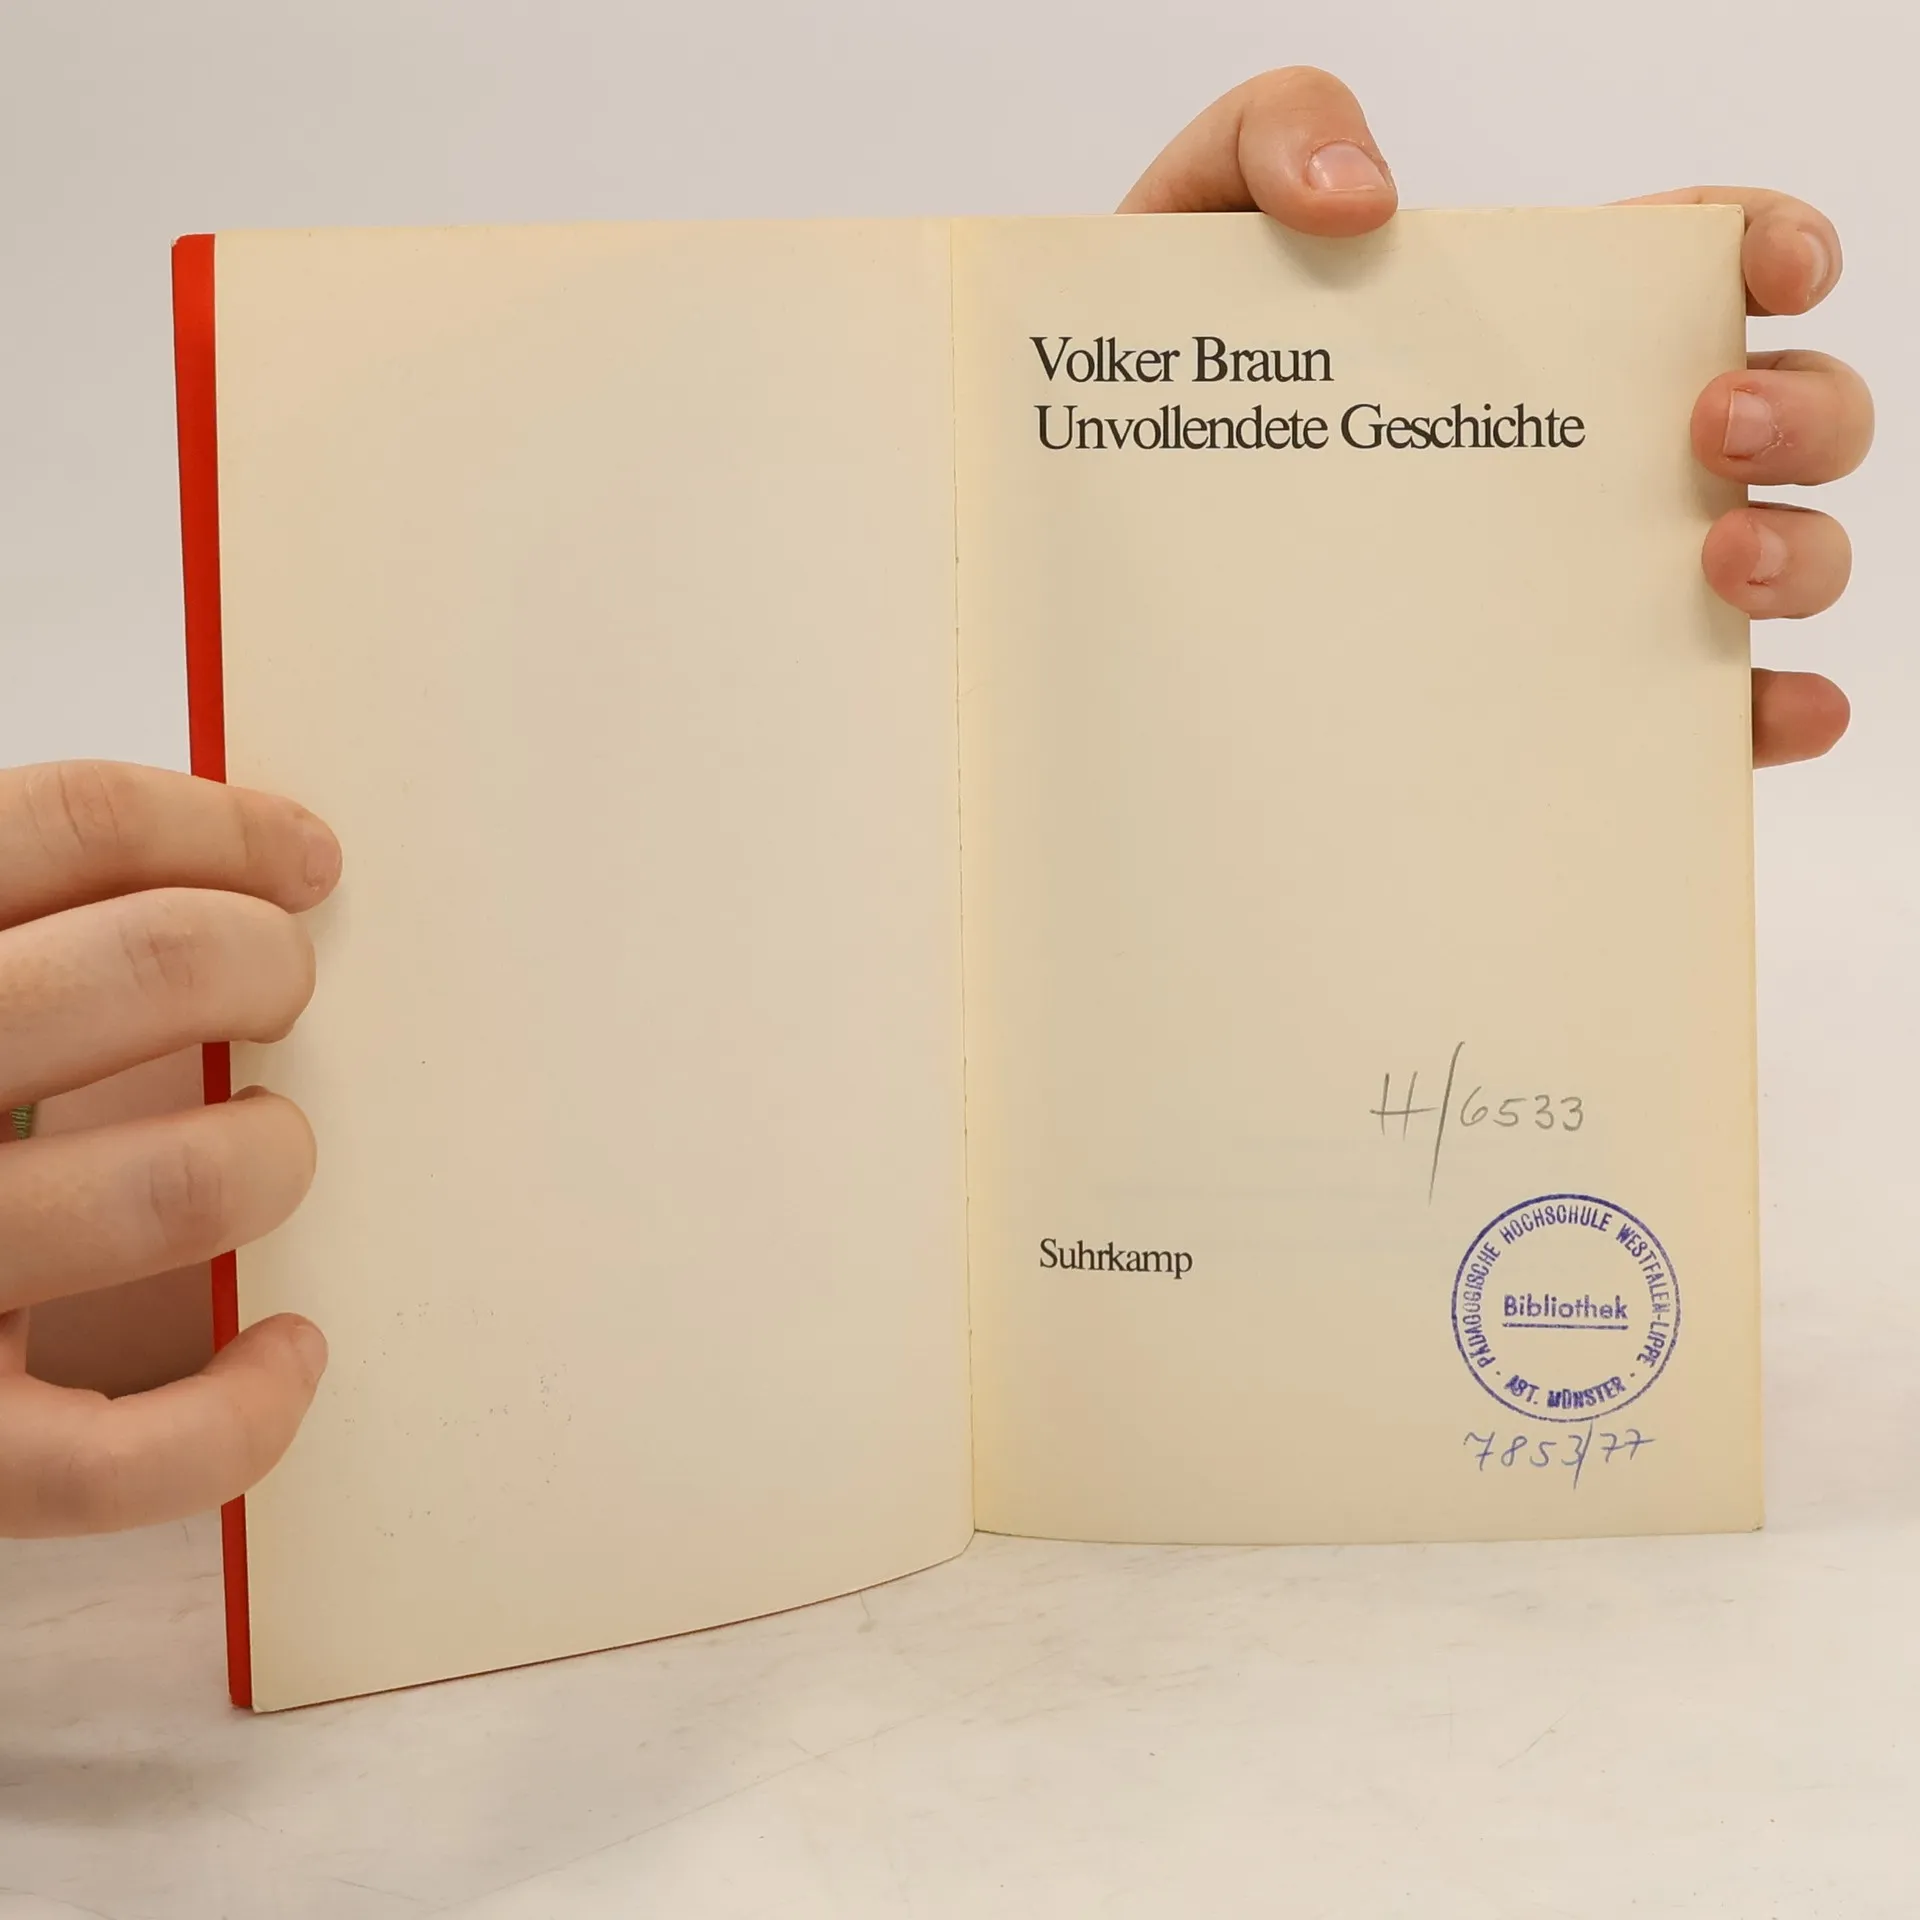 Volker Braun
Unvollendete Geschichte
H/6533
Suhrkamp
PÄDAGOGISCHE HOCHSCHULE WESTFALEN-LIPPE
Bibliothek
ABT. MÜNSTER
7853/77